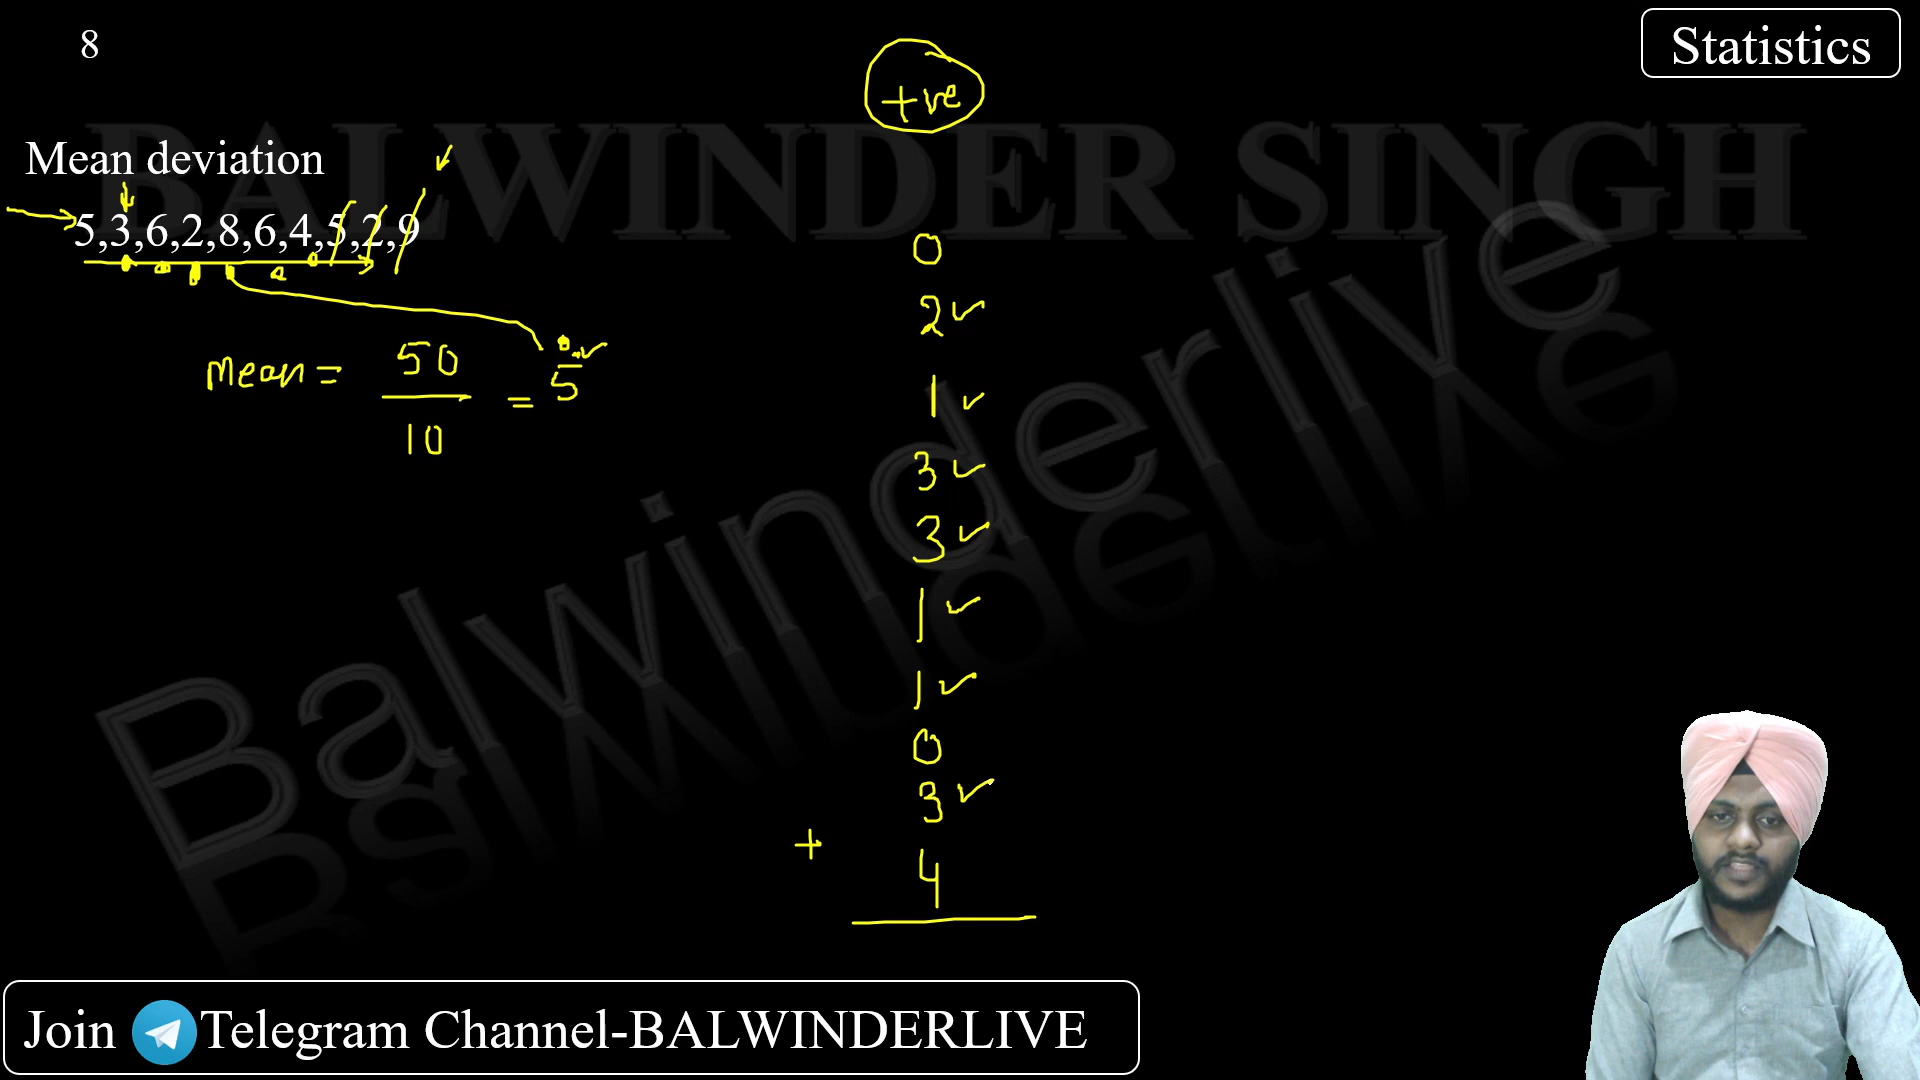 8
Statistics
+ve
BALWINDER SINGH
Mean deviation
5,3,6,2,8,6,4,5,2,9
Mean = 50/10 = 5
0
2
1
3
3
1
1
0
3
+ 4
Balwinderlive
Join Telegram Channel-BALWINDERLIVE